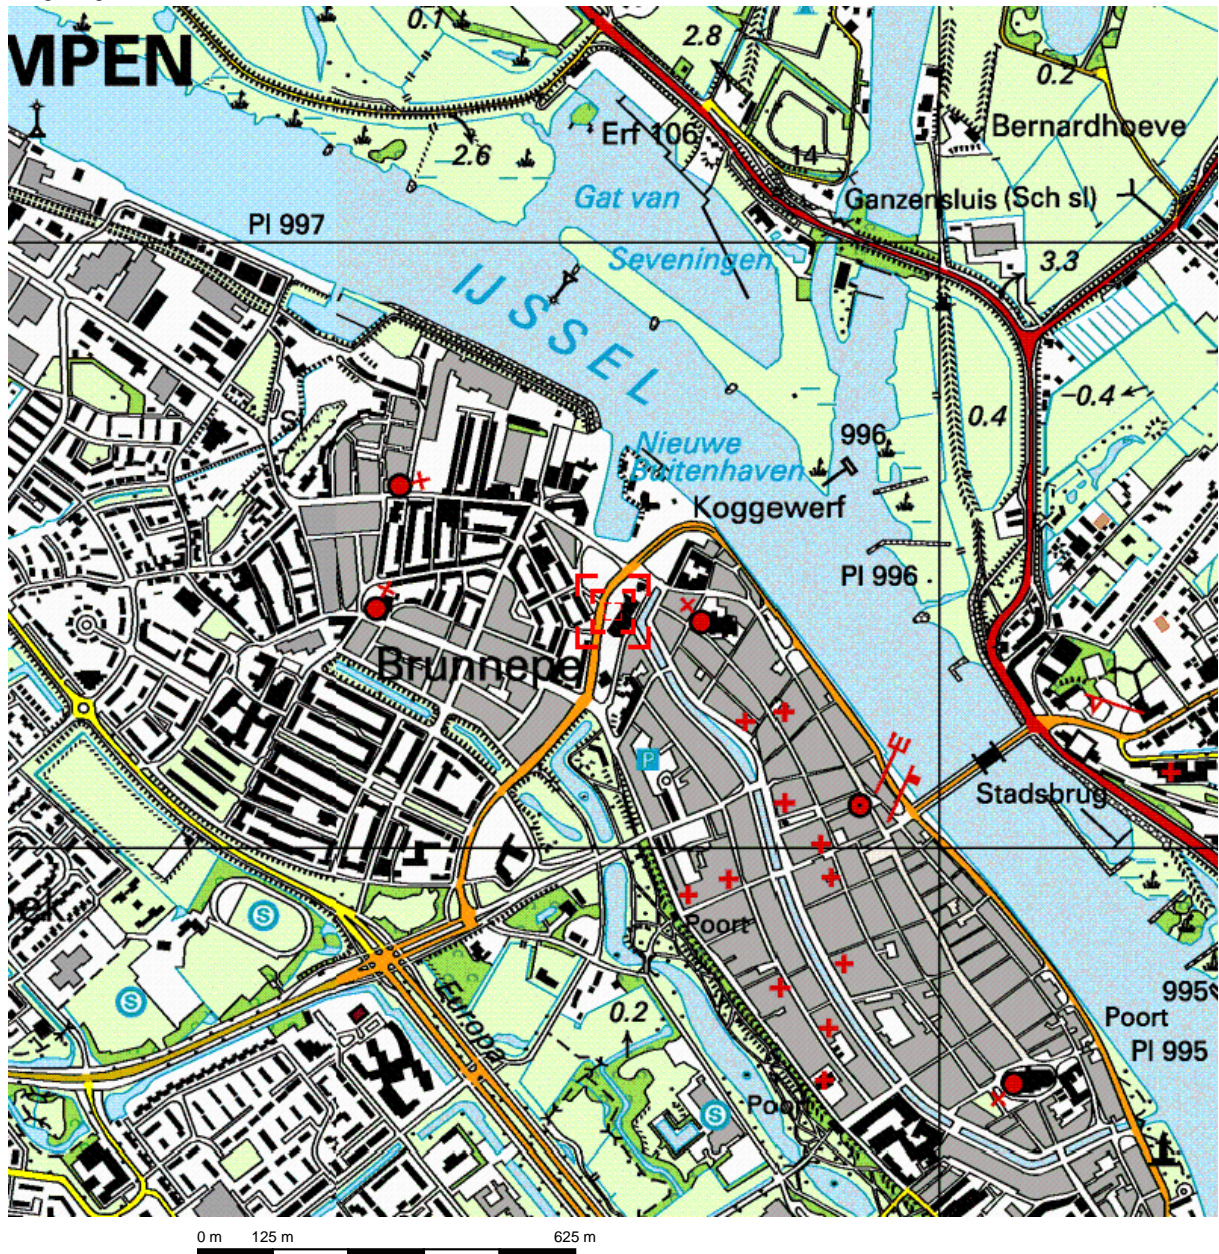 MPEN
0.1
2.8
0.2
Erf 106
Bernardhoeve
2.6
14
Gat van
Ganzensluis (Sch sl)
Pl 997
Seveningen
3.3
IJSSEL
-0.4
0.4
996
Nieuwe
Buitenhaven
Koggewerf
Pl 996
Brunnepe
P
Stadsbrug
S
Poort
S
Europa
0.2
995
Poort
Pl 995
Poort
S
0 m 125 m 625 m